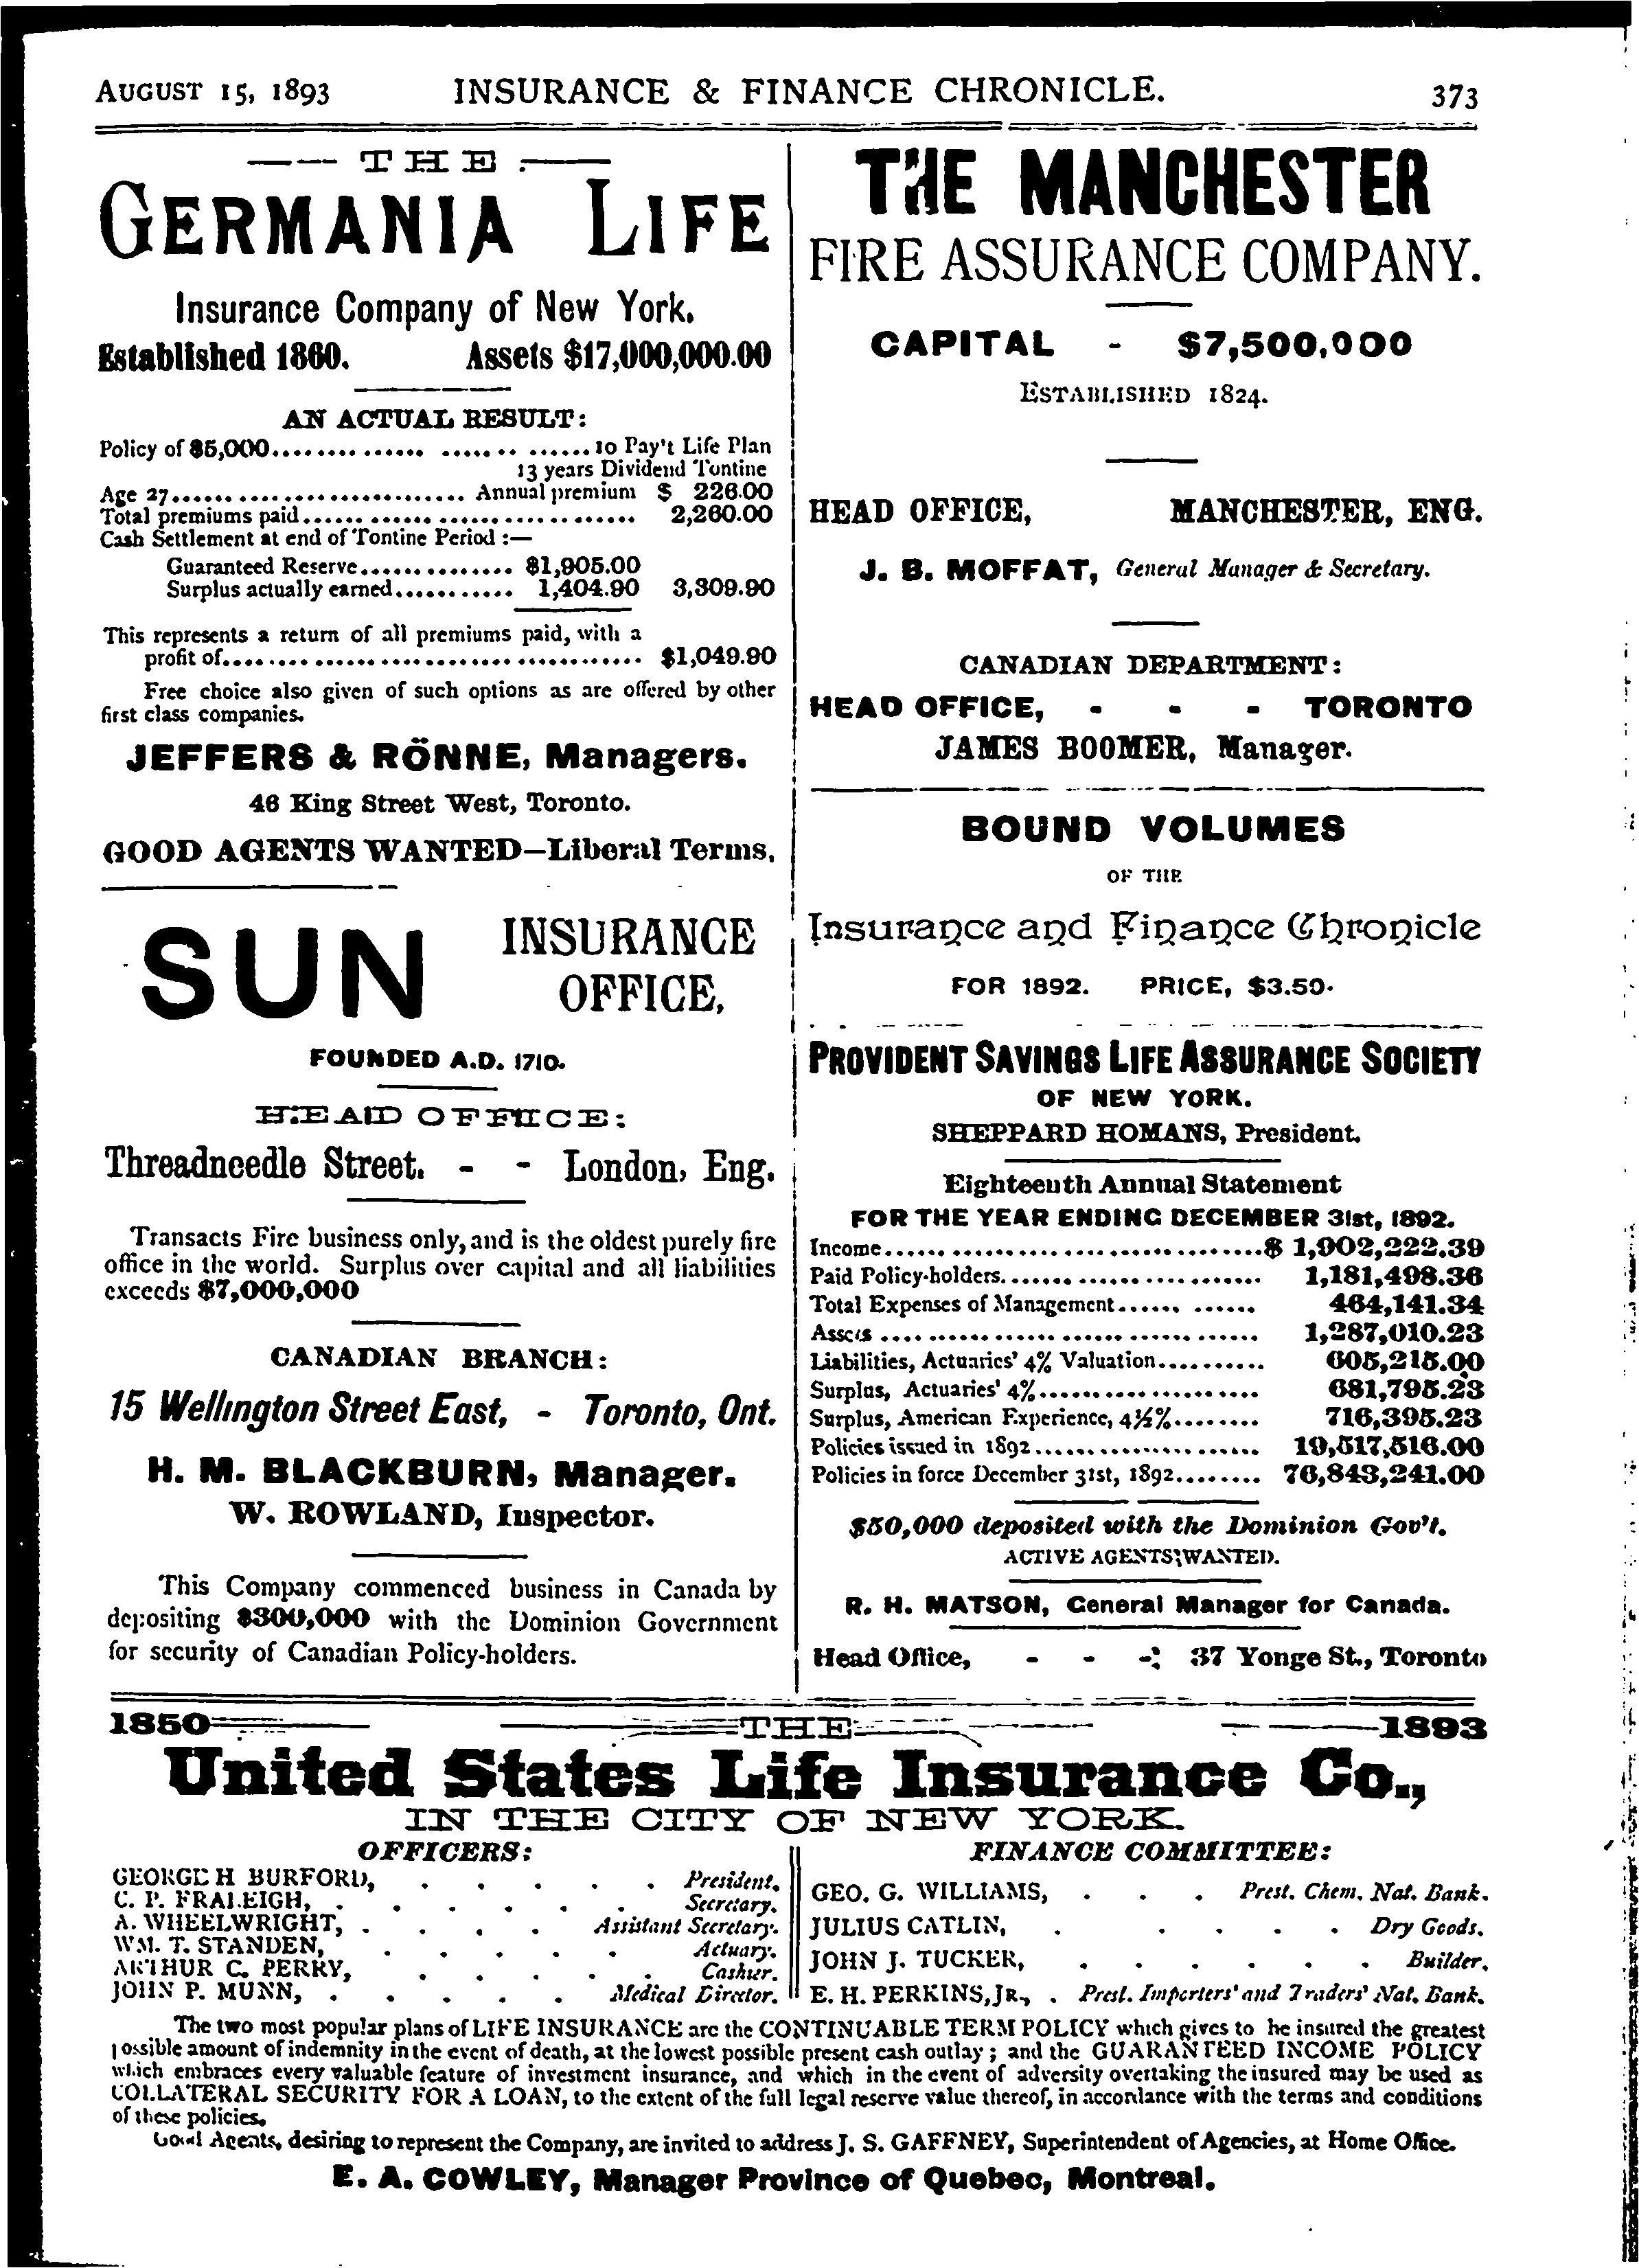 AUGUST 15, 1893 INSURANCE & FINANCE CHRONICLE. 373
THE
GERMANIA LIFE
Insurance Company of New York.
Established 1860. Assets $17,000,000.00
AN ACTUAL RESULT:
Policy of $5,000.................... 10 Pay't Life Plan
13 years Dividend Tontine
Age 27.............................. Annual premium $ 226.00
Total premiums paid.................................. 2,260.00
Cash Settlement at end of Tontine Period :—
Guaranteed Reserve............... $1,905.00
Surplus actually earned........... 1,404.90 3,309.90
This represents a return of all premiums paid, with a
profit of.......................................... $1,049.90
Free choice also given of such options as are offered by other
first class companies.
JEFFERS & RÖNNE, Managers.
46 King Street West, Toronto.
GOOD AGENTS WANTED—Liberal Terms.
SUN INSURANCE
OFFICE,
FOUNDED A.D. 1710.
HEAD OFFICE:
Threadneedle Street. - - London, Eng.
Transacts Fire business only, and is the oldest purely fire
office in the world. Surplus over capital and all liabilities
exceeds $7,000,000
CANADIAN BRANCH:
15 Wellington Street East, - Toronto, Ont.
H. M. BLACKBURN, Manager.
W. ROWLAND, Inspector.
This Company commenced business in Canada by
depositing $300,000 with the Dominion Government
for security of Canadian Policy-holders.
THE MANCHESTER
FIRE ASSURANCE COMPANY.
CAPITAL - $7,500,000
ESTABLISHED 1824.
HEAD OFFICE, MANCHESTER, ENG.
J. B. MOFFAT, General Manager & Secretary.
CANADIAN DEPARTMENT:
HEAD OFFICE, - - - TORONTO
JAMES BOOMER, Manager.
BOUND VOLUMES
OF THE
Insurance and Finance Chronicle
FOR 1892. PRICE, $3.50.
PROVIDENT SAVINGS LIFE ASSURANCE SOCIETY
OF NEW YORK.
SHEPPARD HOMANS, President.
Eighteenth Annual Statement
FOR THE YEAR ENDING DECEMBER 31st, 1892.
Income.....................................$ 1,902,222.39
Paid Policy-holders.......................... 1,181,498.36
Total Expenses of Management............ 464,141.34
Assets ..................................... 1,287,010.23
Liabilities, Actuaries' 4% Valuation.......... 605,215.00
Surplus, Actuaries' 4%...................... 681,795.23
Surplus, American Experience, 4½%......... 716,395.23
Policies issued in 1892...................... 19,517,516.00
Policies in force December 31st, 1892......... 76,843,241.00
$50,000 deposited with the Dominion Gov't.
ACTIVE AGENTS WANTED.
R. H. MATSON, General Manager for Canada.
Head Office, - - - 37 Yonge St., Toronto
1850 THE 1893
United States Life Insurance Co.,
IN THE CITY OF NEW YORK.
OFFICERS:
GEORGE H BURFORD, . . . . . President.
C. P. FRALEIGH, . . . . . . Secretary.
A. WHEELWRIGHT, . . . . Assistant Secretary.
WM. T. STANDEN, . . . . . Actuary.
ARTHUR C. PERRY, . . . . . Cashier.
JOHN P. MUNN, . . . . . Medical Director.
FINANCE COMMITTEE:
GEO. G. WILLIAMS, . . . Prest. Chem. Nat. Bank.
JULIUS CATLIN, . . . . . Dry Goods.
JOHN J. TUCKER, . . . . . . Builder.
E. H. PERKINS, JR., . Prest. Importers' and Traders' Nat. Bank.
The two most popular plans of LIFE INSURANCE are the CONTINUABLE TERM POLICY which gives to he insured the greatest
possible amount of indemnity in the event of death, at the lowest possible present cash outlay ; and the GUARANTEED INCOME POLICY
which embraces every valuable feature of investment insurance, and which in the event of adversity overtaking the insured may be used as
COLLATERAL SECURITY FOR A LOAN, to the extent of the full legal reserve value thereof, in accordance with the terms and conditions
of these policies.
Good Agents, desiring to represent the Company, are invited to address J. S. GAFFNEY, Superintendent of Agencies, at Home Office.
E. A. COWLEY, Manager Province of Quebec, Montreal.